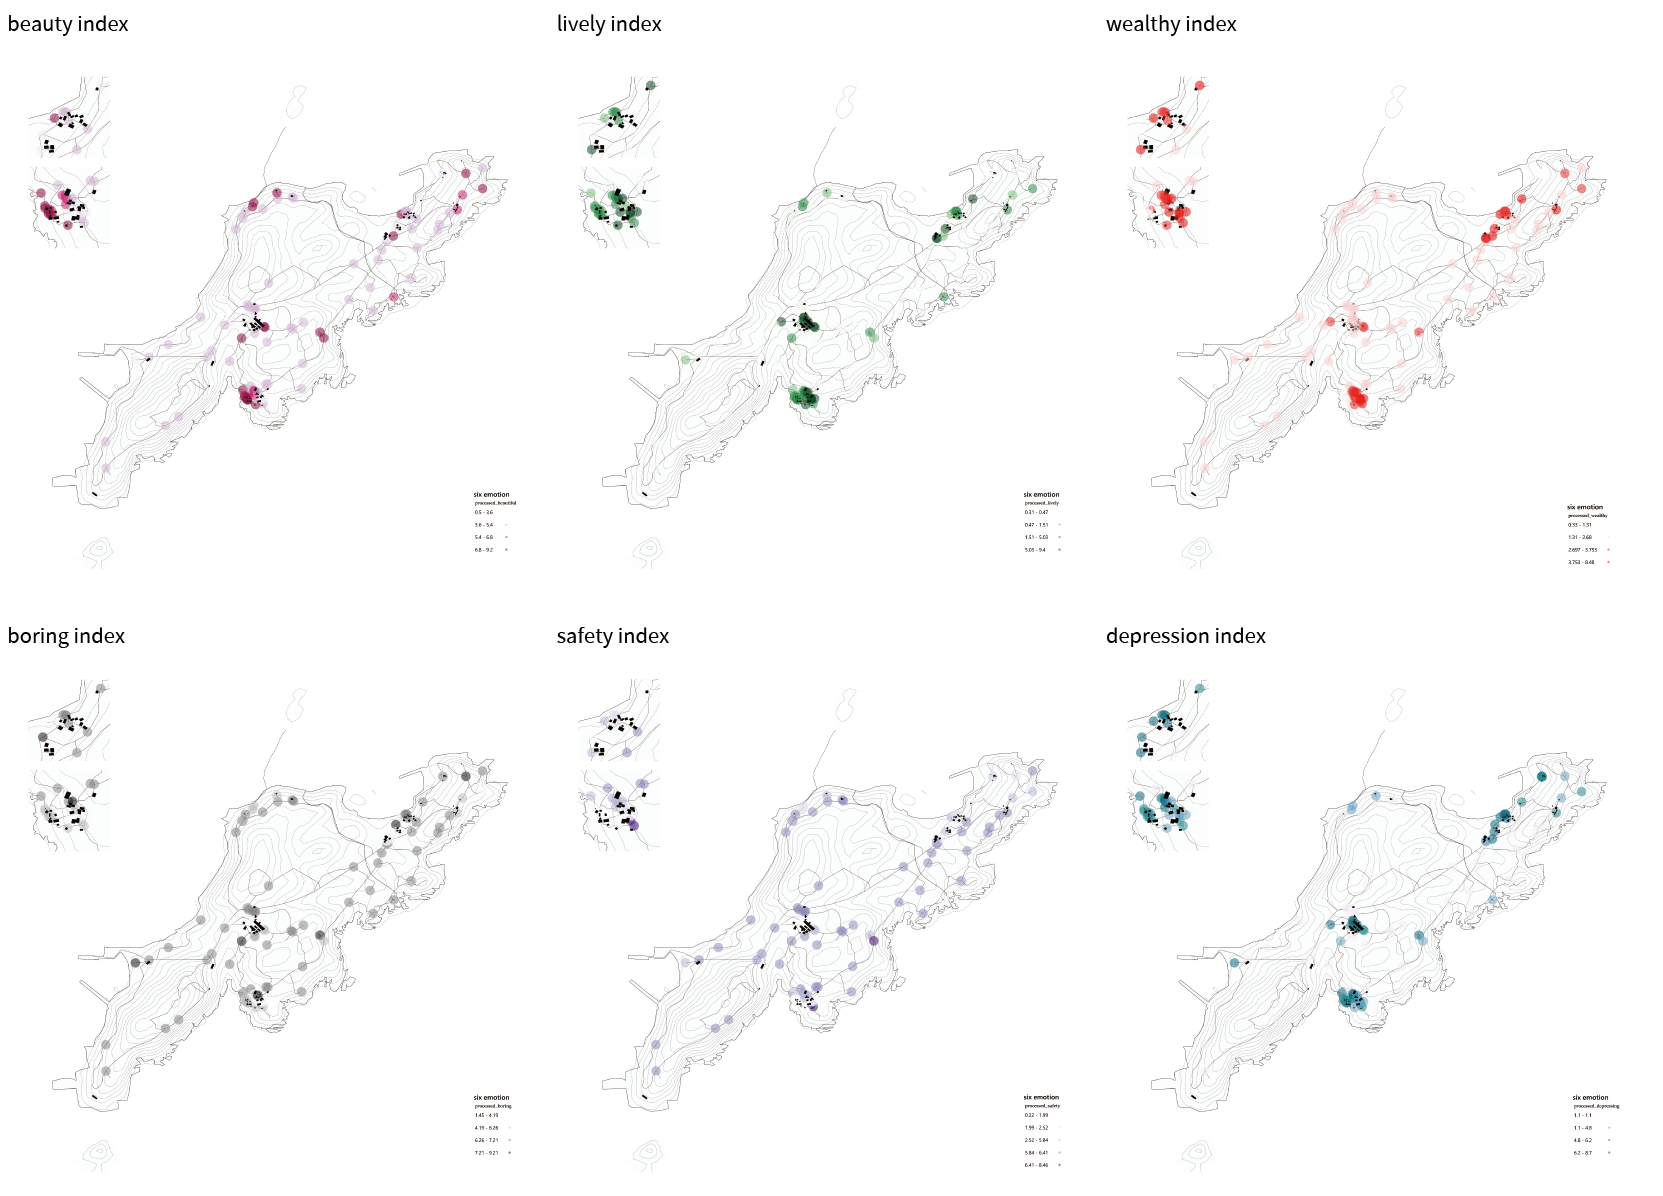 beauty index
lively index
wealthy index
six emotion
processed_beautiful
0.5 - 3.6
3.6 - 5.4
5.4 - 6.8
6.8 - 9.2
six emotion
processed_lively
0.31 - 0.47
0.47 - 1.51
1.51 - 5.03
5.03 - 9.4
six emotion
processed_wealthy
0.33 - 1.31
1.31 - 2.68
2.697 - 3.753
3.753 - 8.48
boring index
safety index
depression index
six emotion
processed_boring
1.45 - 4.19
4.19 - 6.26
6.26 - 7.21
7.21 - 9.21
six emotion
processed_safety
0.22 - 1.99
1.99 - 2.52
2.52 - 5.84
5.84 - 6.41
6.41 - 8.46
six emotion
processed_depressing
1.1 - 1.1
1.1 - 4.8
4.8 - 6.2
6.2 - 8.7